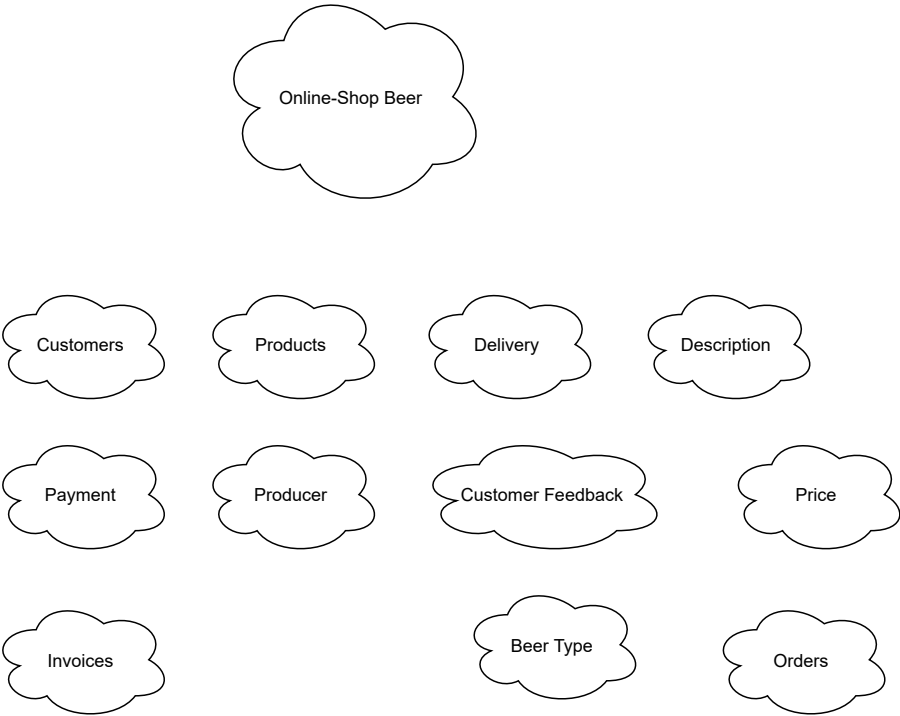 Online-Shop Beer
Customers
Products
Delivery
Description
Payment
Producer
Customer Feedback
Price
Invoices
Beer Type
Orders